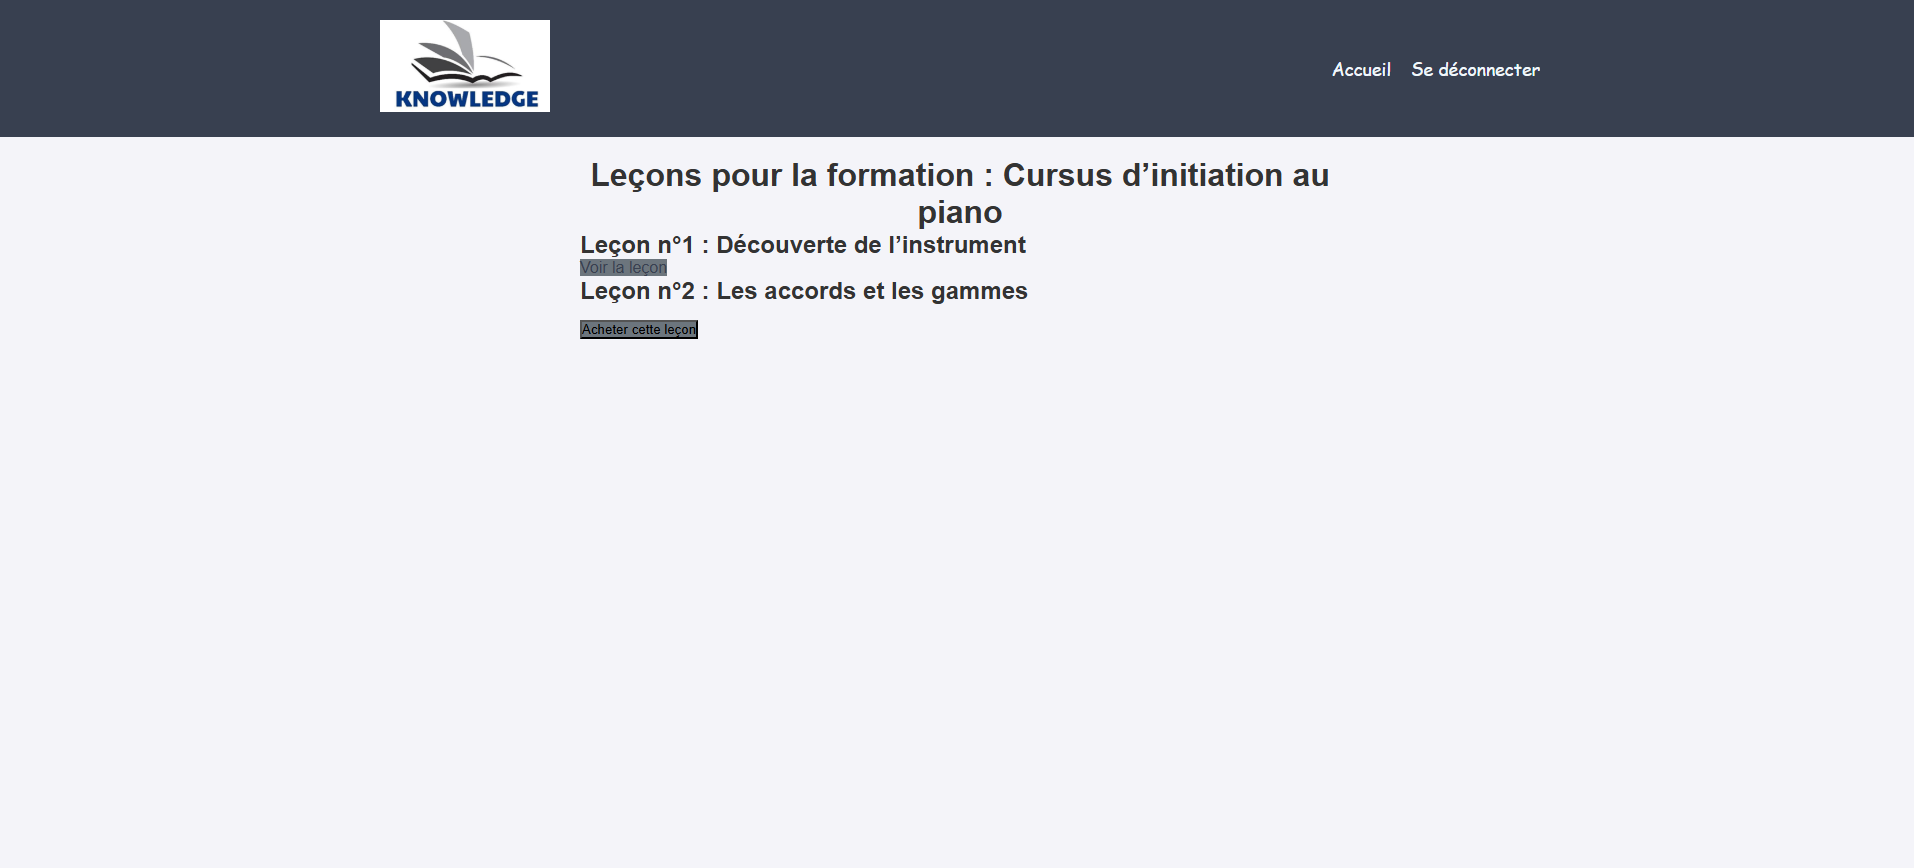 KNOWLEDGE
Accueil Se déconnecter
Leçons pour la formation : Cursus d’initiation au
piano
Leçon n°1 : Découverte de l’instrument
Voir la leçon
Leçon n°2 : Les accords et les gammes
Acheter cette leçon